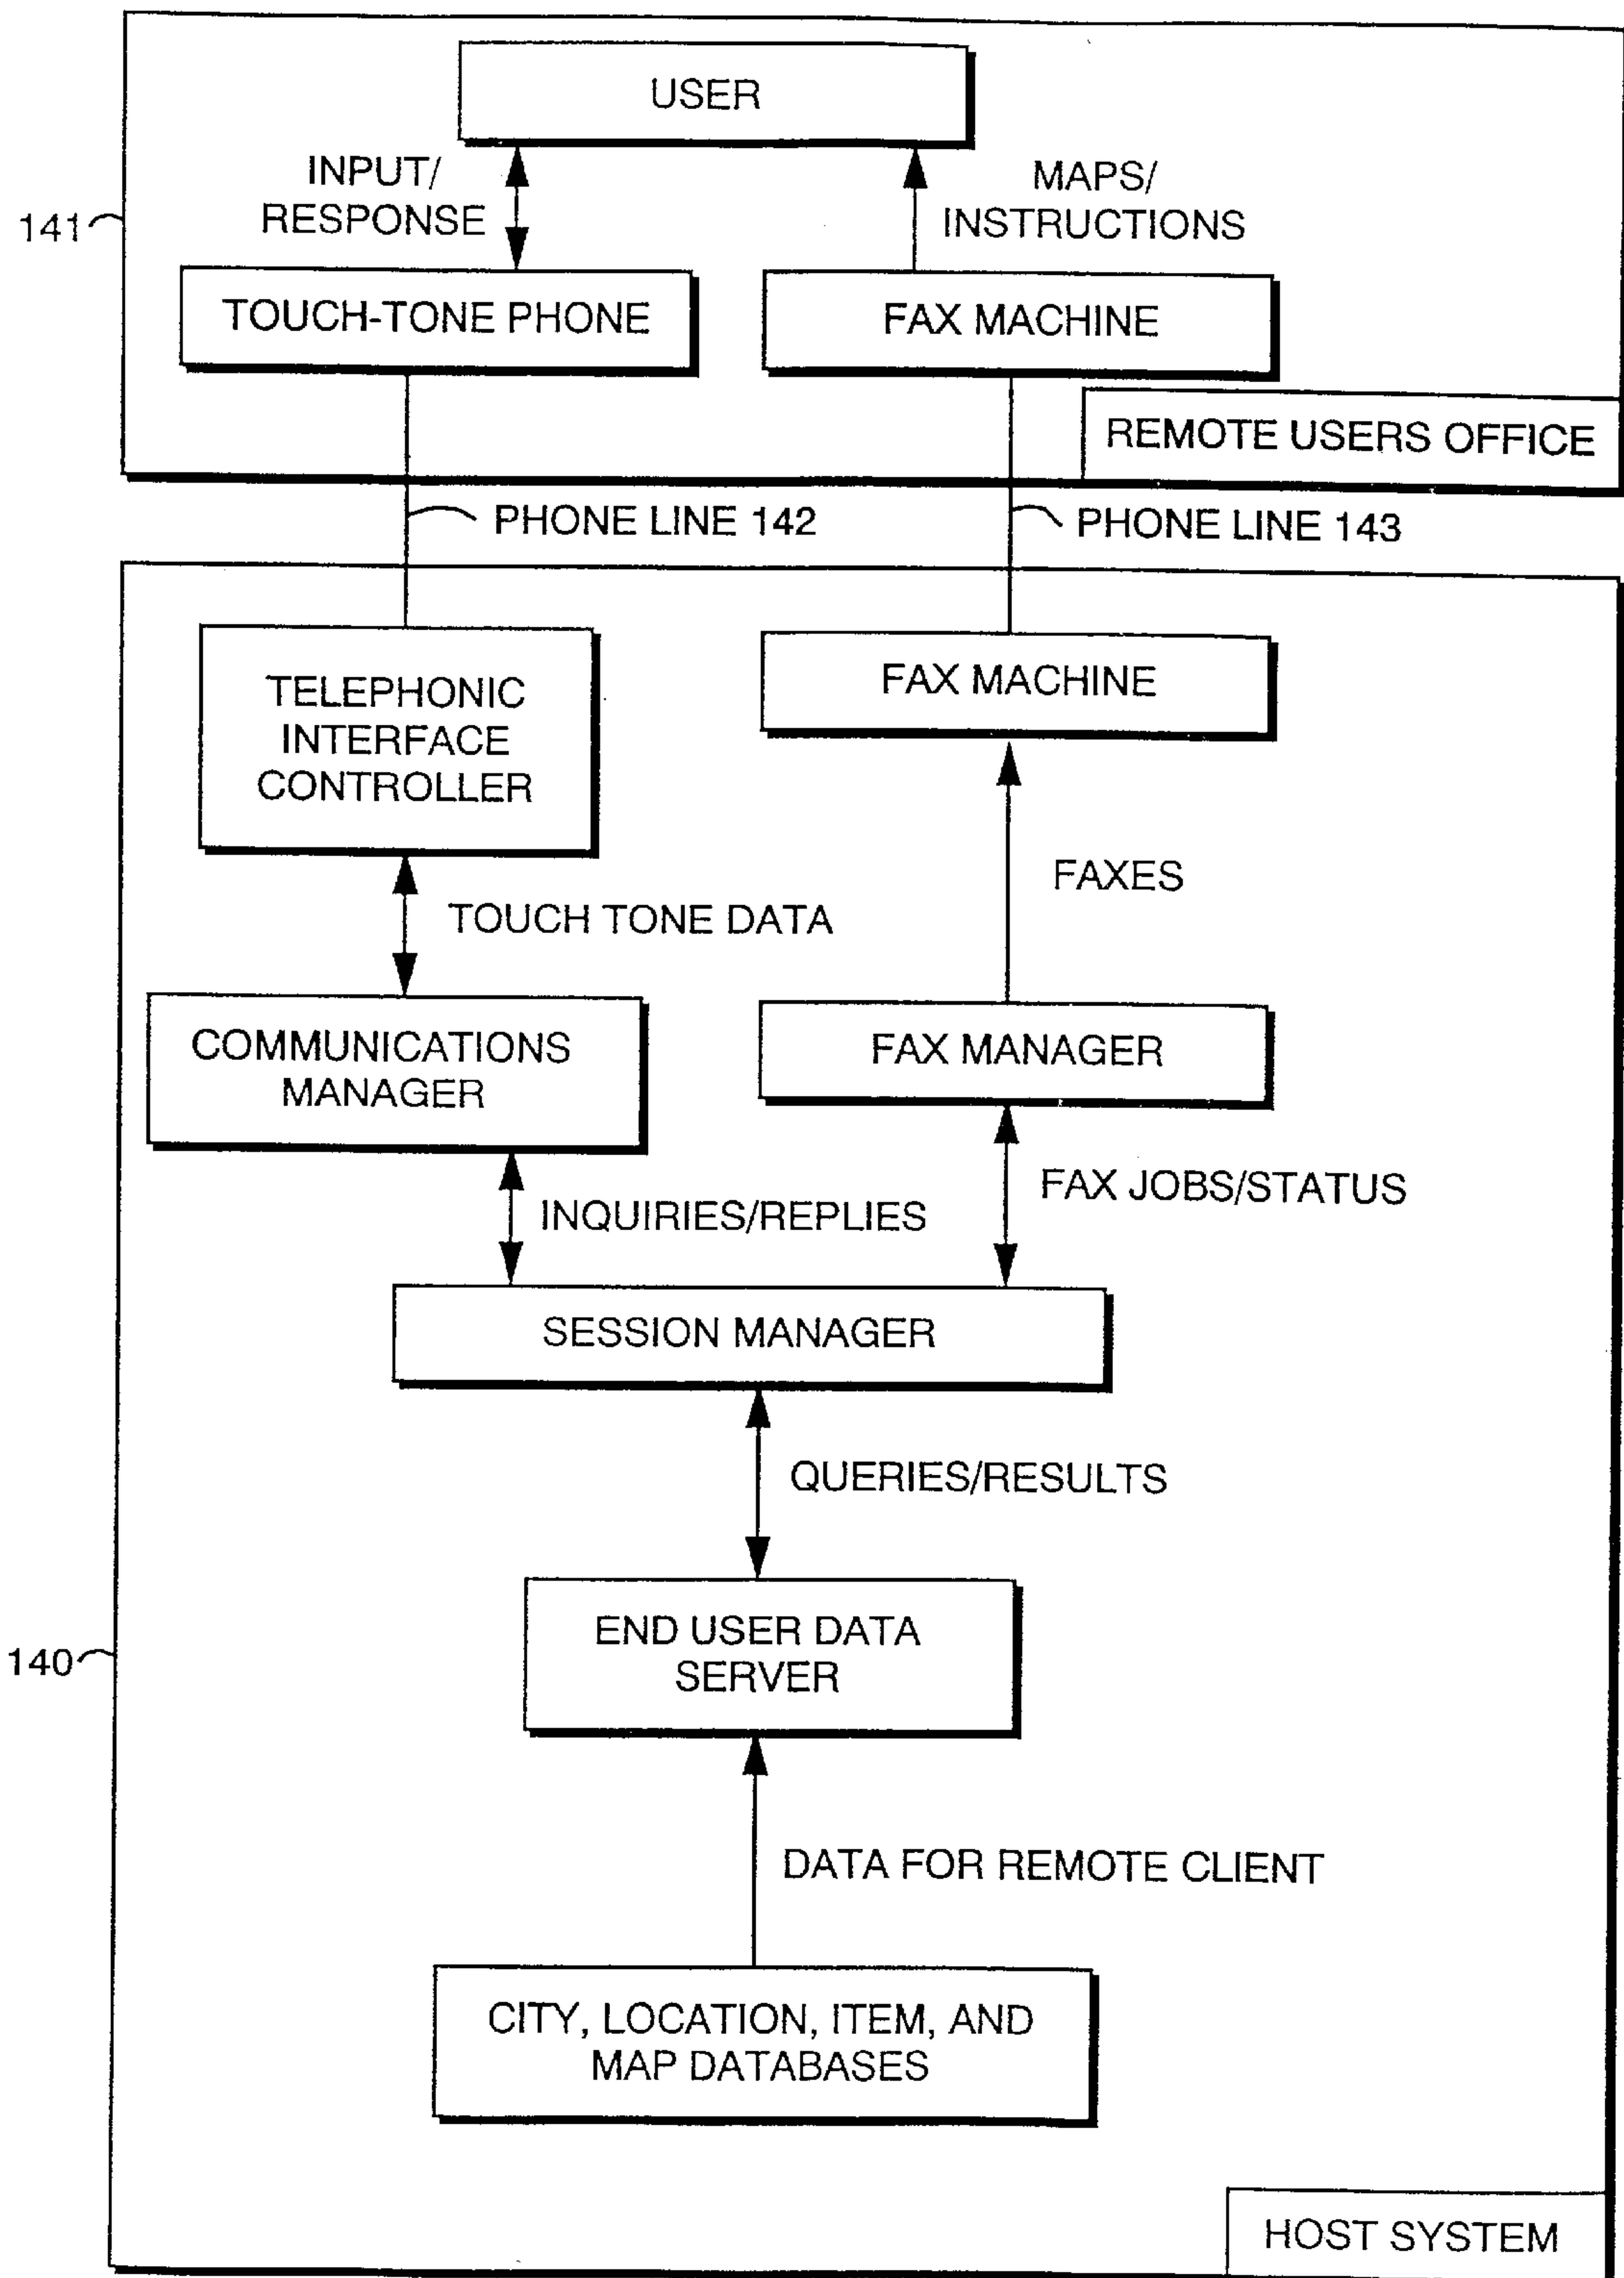 USER
INPUT/
RESPONSE
MAPS/
INSTRUCTIONS
141
TOUCH-TONE PHONE
FAX MACHINE
REMOTE USERS OFFICE
PHONE LINE 142
PHONE LINE 143
TELEPHONIC
INTERFACE
CONTROLLER
FAX MACHINE
FAXES
TOUCH TONE DATA
COMMUNICATIONS
MANAGER
FAX MANAGER
INQUIRIES/REPLIES
FAX JOBS/STATUS
SESSION MANAGER
QUERIES/RESULTS
END USER DATA
SERVER
140
DATA FOR REMOTE CLIENT
CITY, LOCATION, ITEM, AND
MAP DATABASES
HOST SYSTEM